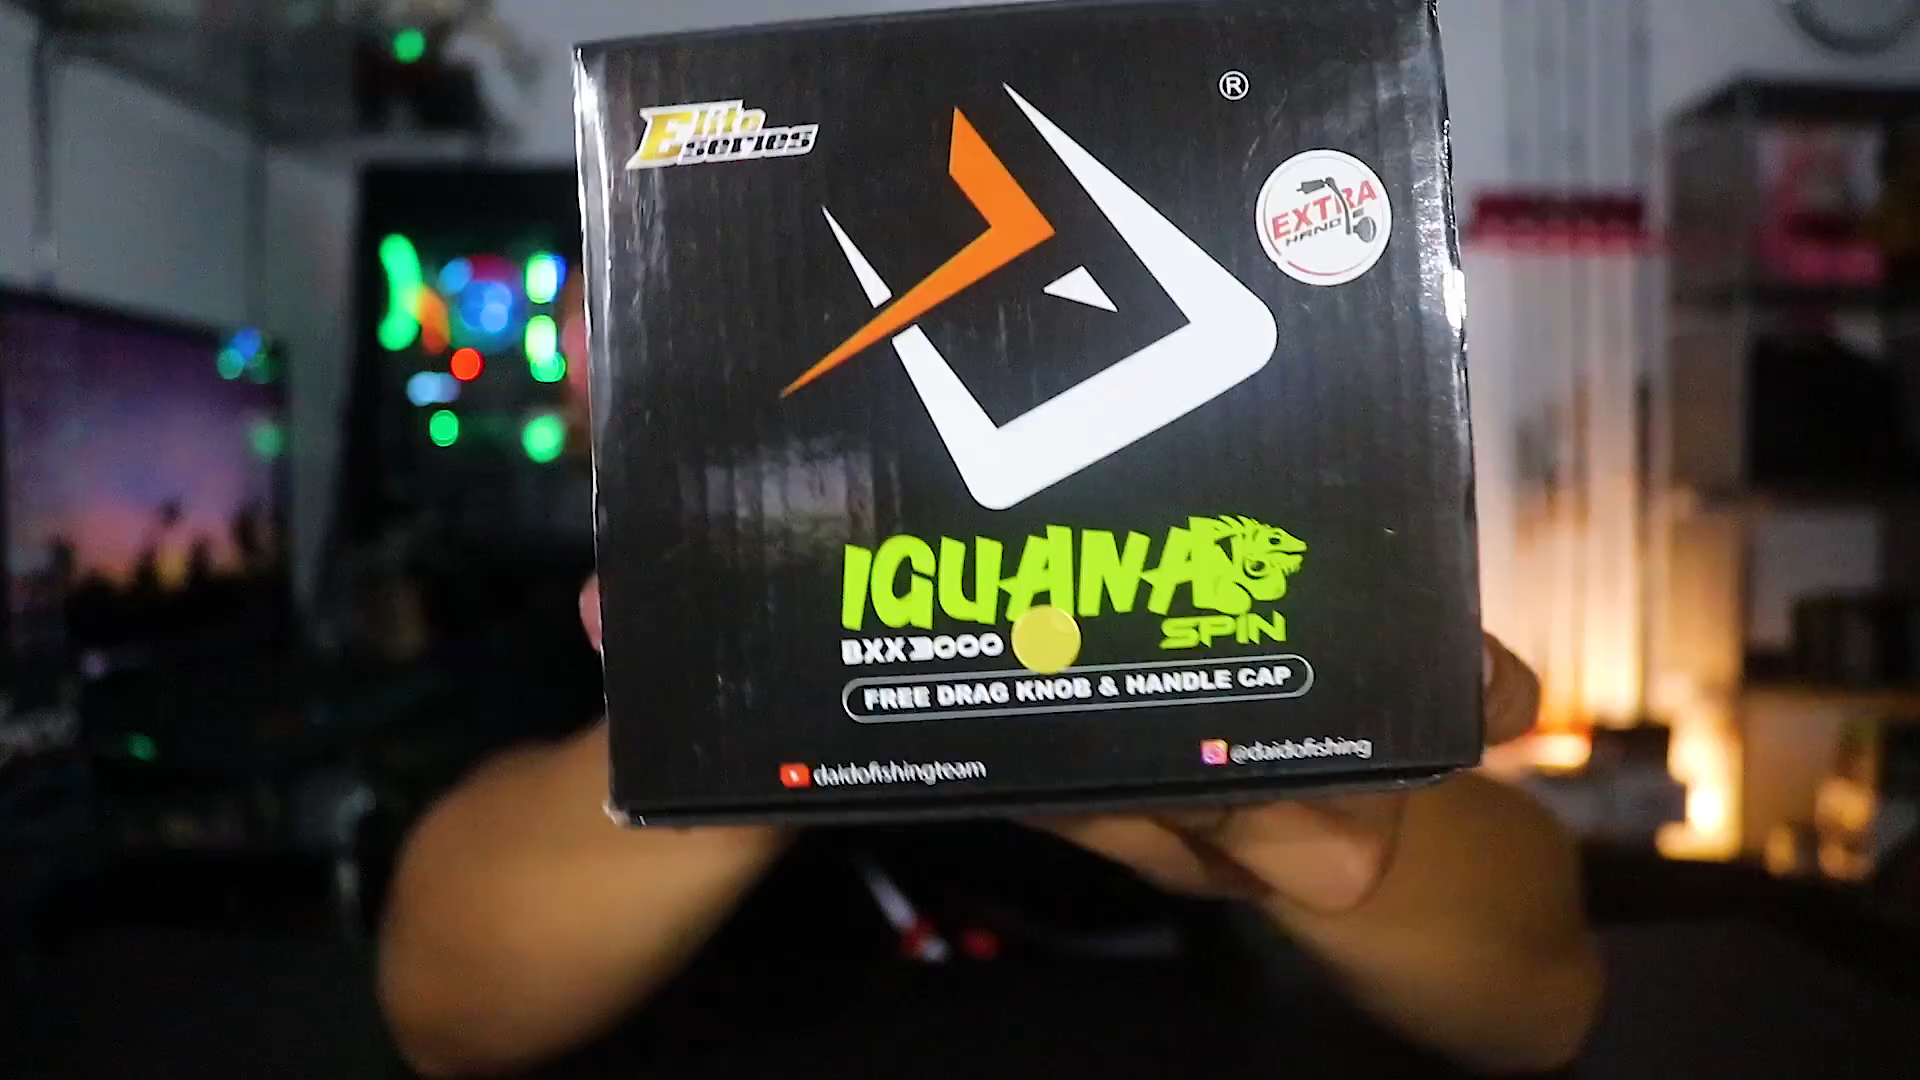 Elite
series
®
EXTRA
HAND
IGUANA
SPIN
BXX3000
FREE DRAG KNOB & HANDLE CAP
daidofishingteam
@daidofishing